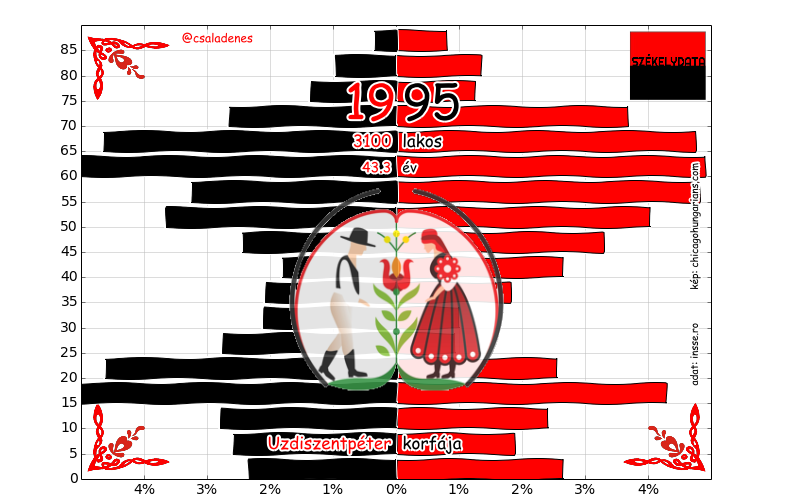 @csaladenes
SZÉKELYDATA
1995
3100 lakos
43.3 év
kép: chicagohungarians.com
adat: insse.ro
Uzdiszentpéter korfája
85
80
75
70
65
60
55
50
45
40
35
30
25
20
15
10
5
0
4% 3% 2% 1% 0% 1% 2% 3% 4%